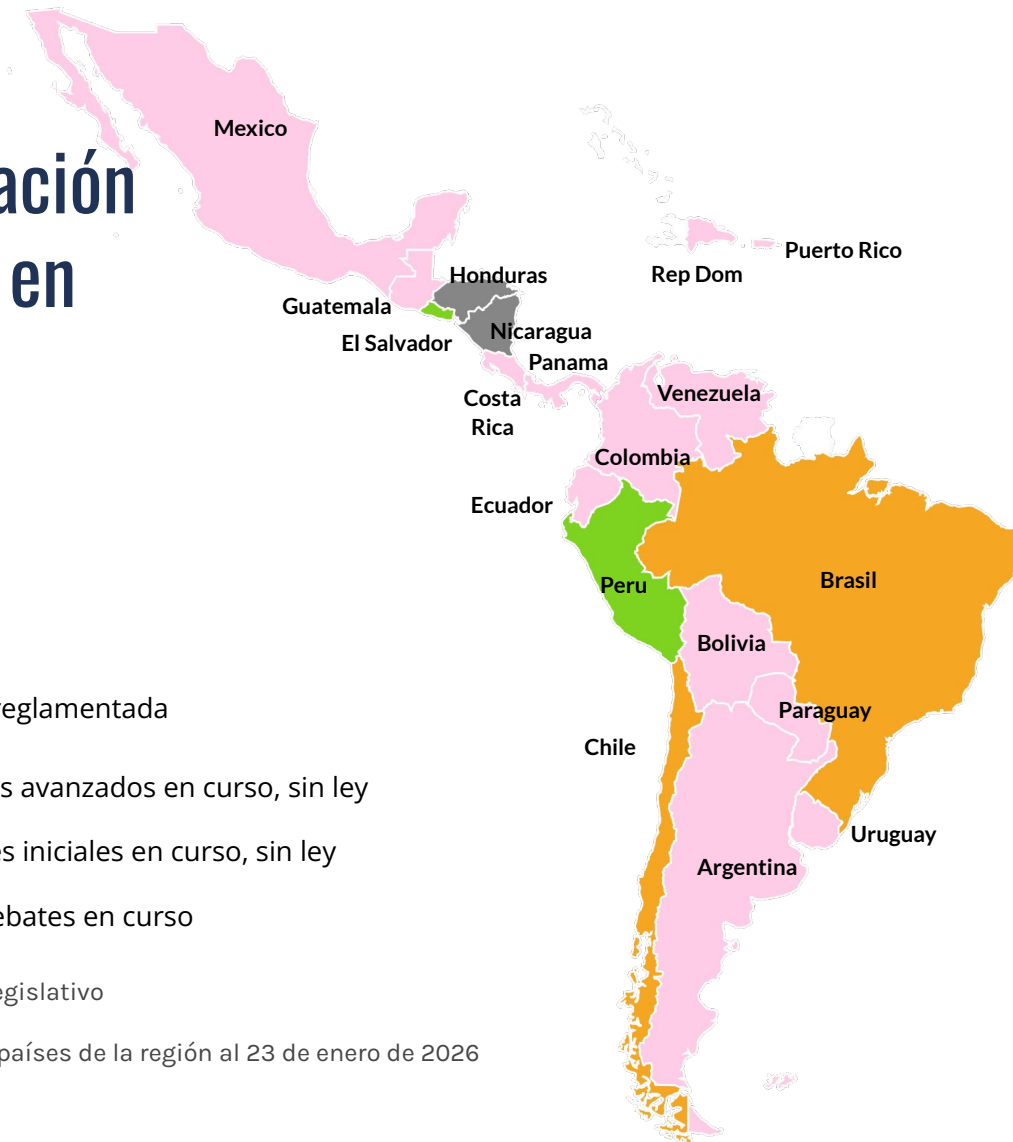 ación
en
Mexico
Puerto Rico
Rep Dom
Honduras
Guatemala
Nicaragua
El Salvador
Panama
Costa
Rica
Venezuela
Colombia
Ecuador
Peru
Brasil
Bolivia
Paraguay
Chile
Uruguay
Argentina
reglamentada
s avanzados en curso, sin ley
es iniciales en curso, sin ley
ebates en curso
egislativo
países de la región al 23 de enero de 2026